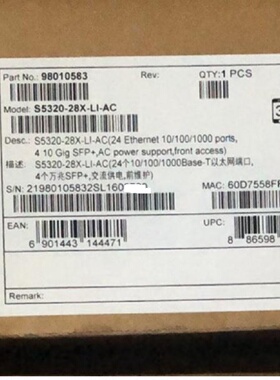 Part No.: 98010583 Rev: QTY: 1 PCS
Model: S5320-28X-LI-AC
Desc.: S5320-28X-LI-AC(24 Ethernet 10/100/1000 ports,
4 10 Gig SFP+,AC power support,front access)
描述: S5320-28X-LI-AC(24个10/100/1000Base-T以太网端口,
4个万兆SFP+,交流供电,前维护)
S/N: 21980105832SL160 MAC: 60D7558FF
EAN: UPC:
6 901443 144471 8 86598
Remark: